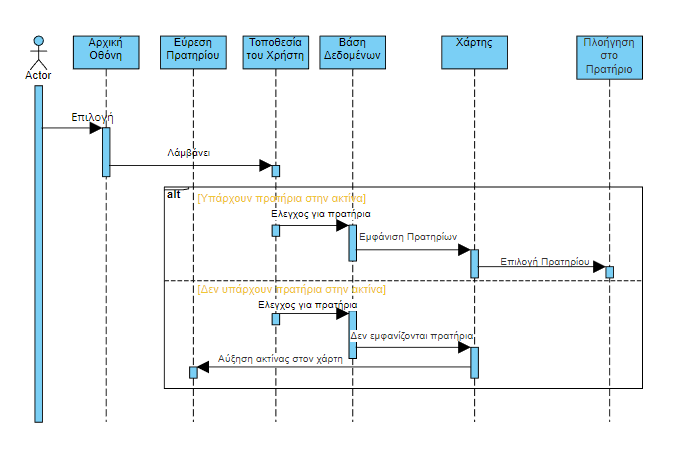 Actor
Αρχική
Οθόνη
Εύρεση
Πρατηρίου
Τοποθεσία
του Χρήστη
Βάση
Δεδομένων
Χάρτης
Πλοήγηση
στο
Πρατήριο
Επιλογή
Λάμβάνει
alt
[Υπάρχουν πρατήρια στην ακτίνα]
Ελεγχος για πρατήρια
Εμφάνιση Πρατηρίων
Επιλογή Πρατηρίου
[Δεν υπάρχουν πρατήρια στην ακτίνα]
Ελεγχος για πρατήρια
Δεν εμφανίζονται πρατήρια
Αύξηση ακτίνας στον χάρτη